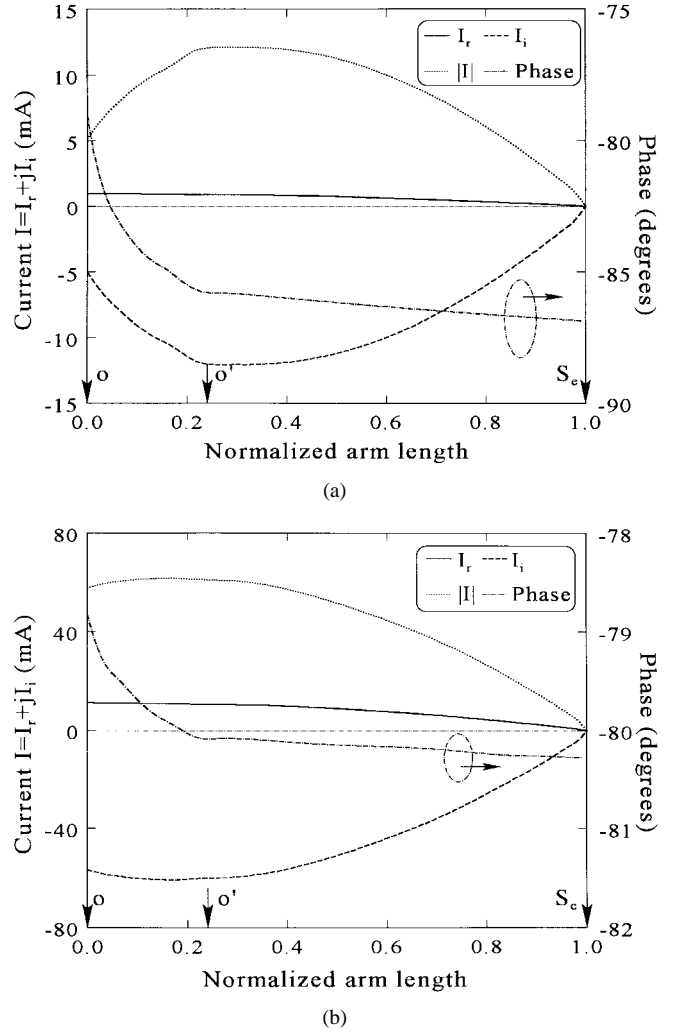 15
10
5
0
-5
-10
-15
Current I=I_r+jI_i (mA)
I_r I_i
|I| Phase
-75
-80
-85
-90
Phase (degrees)
o o' S_e
0.0 0.2 0.4 0.6 0.8 1.0
Normalized arm length
(a)
80
40
0
-40
-80
Current I=I_r+jI_i (mA)
I_r I_i
|I| Phase
-78
-79
-80
-81
-82
Phase (degrees)
o o' S_e
0.0 0.2 0.4 0.6 0.8 1.0
Normalized arm length
(b)